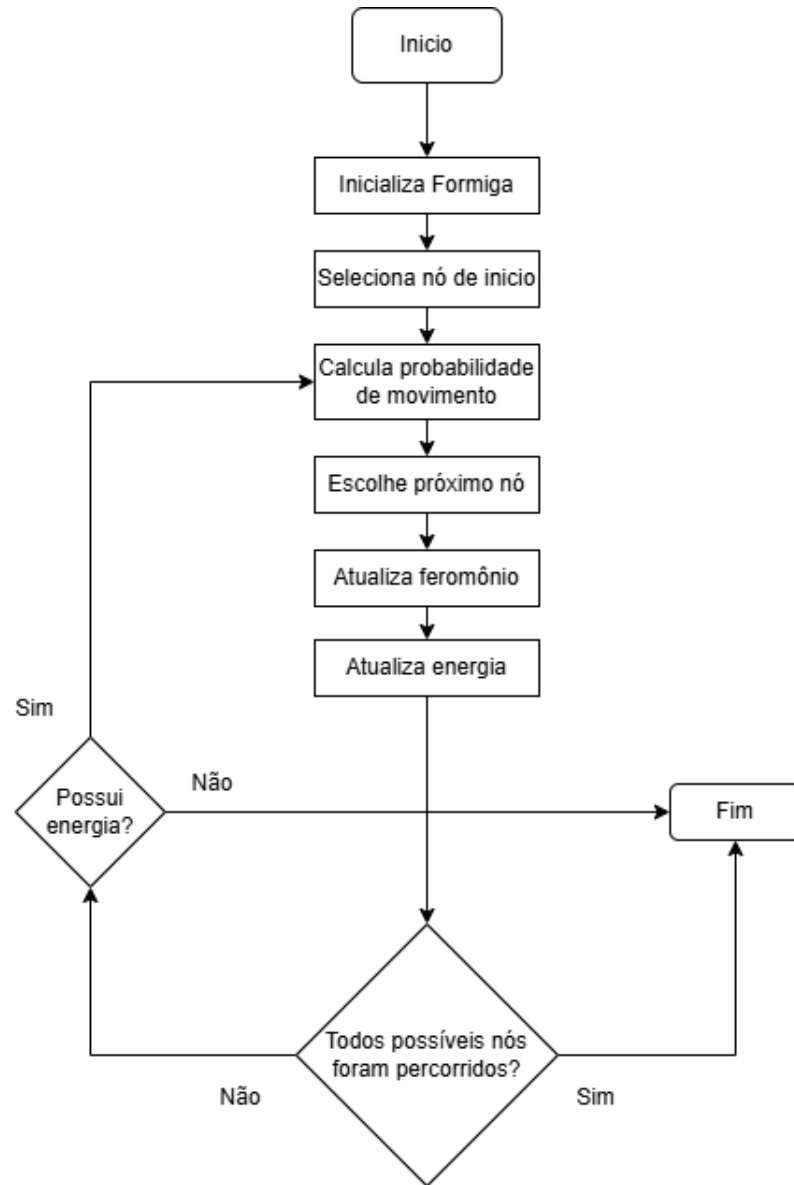 Inicio
Inicializa Formiga
Seleciona nó de inicio
Calcula probabilidade
de movimento
Escolhe próximo nó
Atualiza feromônio
Atualiza energia
Sim
Possui
energia?
Não
Fim
Todos possíveis nós
foram percorridos?
Não
Sim